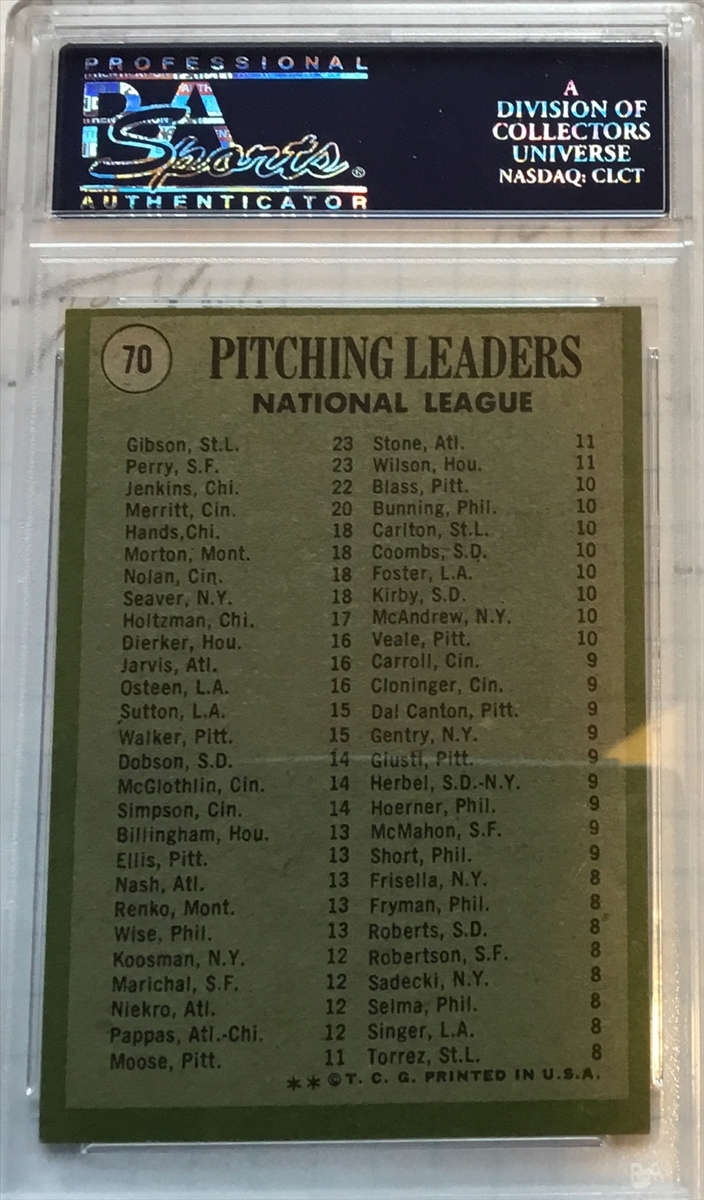 PROFESSIONAL
PSA
Sports®
AUTHENTICATOR
A
DIVISION OF
COLLECTORS
UNIVERSE
NASDAQ: CLCT
70
PITCHING LEADERS
NATIONAL LEAGUE
Gibson, St.L. 23
Perry, S.F. 23
Jenkins, Chi. 22
Merritt, Cin. 20
Hands,Chi. 18
Morton, Mont. 18
Nolan, Cin. 18
Seaver, N.Y. 18
Holtzman, Chi. 17
Dierker, Hou. 16
Jarvis, Atl. 16
Osteen, L.A. 16
Sutton, L.A. 15
Walker, Pitt. 15
Dobson, S.D. 14
McGlothlin, Cin. 14
Simpson, Cin. 14
Billingham, Hou. 13
Ellis, Pitt. 13
Nash, Atl. 13
Renko, Mont. 13
Wise, Phil. 13
Koosman, N.Y. 12
Marichal, S.F. 12
Niekro, Atl. 12
Pappas, Atl.-Chi. 12
Moose, Pitt. 11
Stone, Atl. 11
Wilson, Hou. 11
Blass, Pitt. 10
Bunning, Phil. 10
Carlton, St.L. 10
Coombs, S.D. 10
Foster, L.A. 10
Kirby, S.D. 10
McAndrew, N.Y. 10
Veale, Pitt. 10
Carroll, Cin. 9
Cloninger, Cin. 9
Dal Canton, Pitt. 9
Gentry, N.Y. 9
Giusti, Pitt. 9
Herbel, S.D.-N.Y. 9
Hoerner, Phil. 9
McMahon, S.F. 9
Short, Phil. 9
Frisella, N.Y. 8
Fryman, Phil. 8
Roberts, S.D. 8
Robertson, S.F. 8
Sadecki, N.Y. 8
Selma, Phil. 8
Singer, L.A. 8
Torrez, St.L. 8
**©T. C. G. PRINTED IN U.S.A.